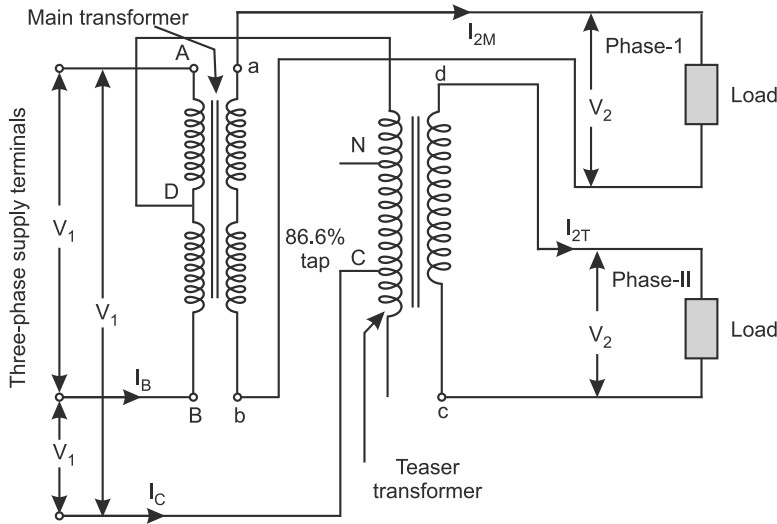 Main transformer
A
a
I2M
Phase-1
V2
Load
d
D
N
86.6%
tap
C
I2T
Phase-II
V2
Load
Three-phase supply terminals
V1
V1
IB
B
b
c
V1
IC
Teaser
transformer